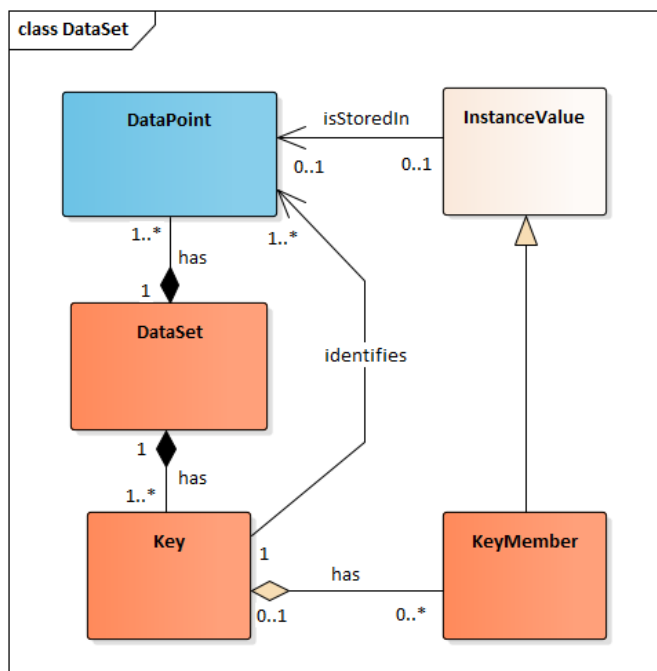 class DataSet
DataPoint
InstanceValue
isStoredIn
0..1
0..1
1..*
1..*
has
1
DataSet
identifies
1
has
1..*
Key
KeyMember
1
has
0..1
0..*